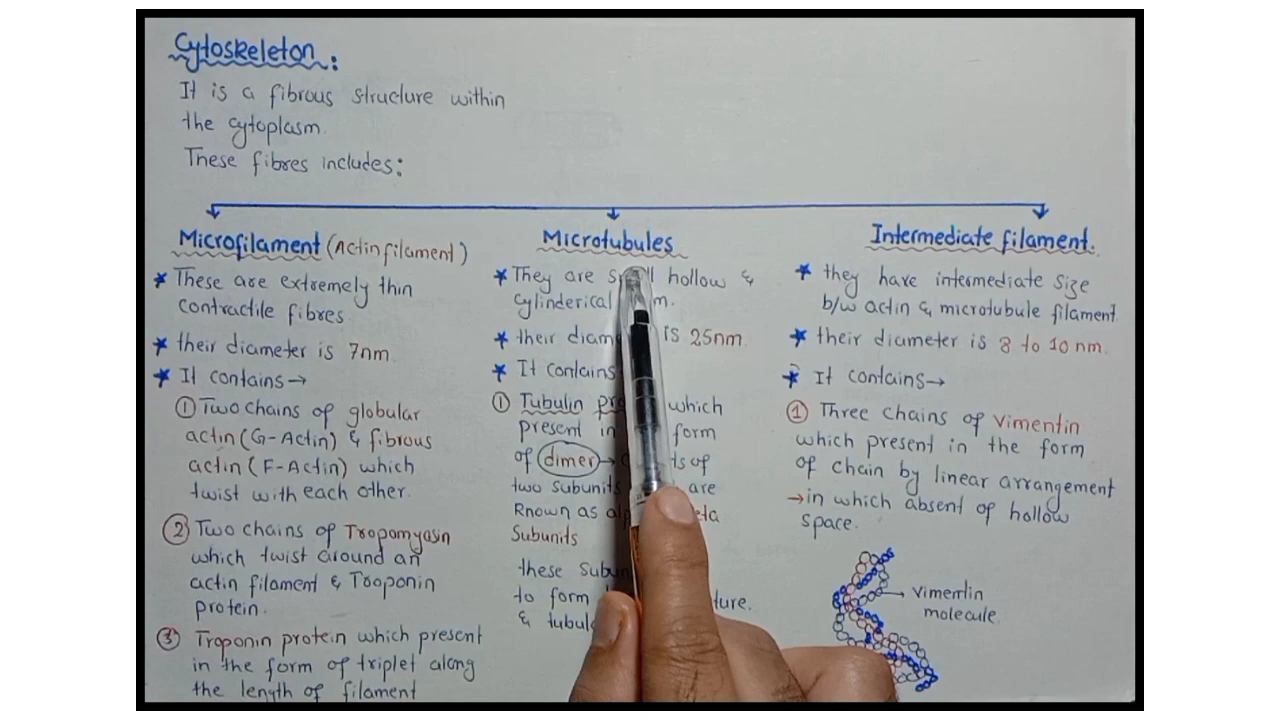 Cytoskeleton:
It is a fibrous structure within
the cytoplasm.
These fibres includes:
Microfilament (Actin filament)
* These are extremely thin
contractile fibres.
* their diameter is 7nm.
* It contains→
① Two chains of globular
actin (G-Actin) & fibrous
actin (F-Actin) which
twist with each other.
② Two chains of Tropomyosin
which twist around an
actin filament & Troponin
protein.
③ Troponin protein which present
in the form of triplet along
the length of filament
Microtubules
* They are hollow &
cylinderical
* their is 25nm.
* It contains
① Tubulin which
present in form
of dimer→ of
two subunits are
Known as
Subunits
these
to form
&
Intermediate filament.
* they have intermediate size
b/w actin & microtubule filament.
* their diameter is 8 to 10 nm.
* It contains→
① Three chains of vimentin
which present in the form
of chain by linear arrangement
→in which absent of hollow
space.
vimentin
molecule